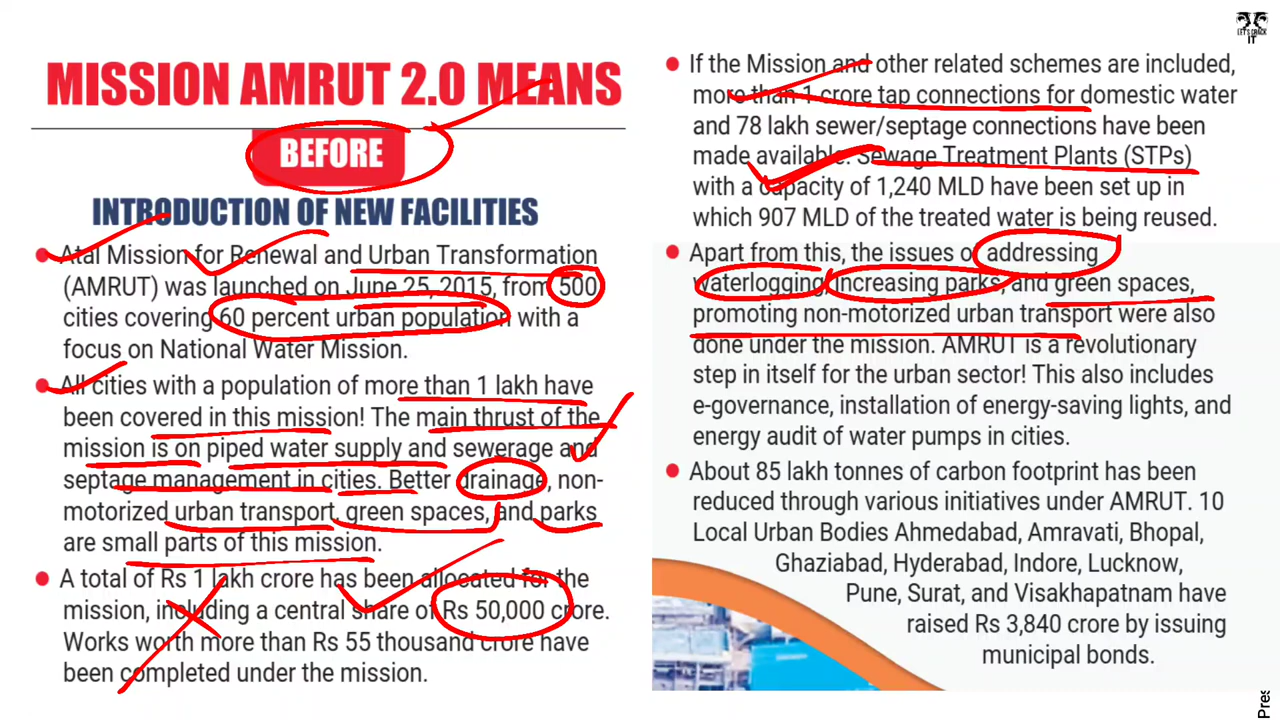 MISSION AMRUT 2.0 MEANS
BEFORE
INTRODUCTION OF NEW FACILITIES
Atal Mission for Renewal and Urban Transformation
(AMRUT) was launched on June 25, 2015, from 500
cities covering 60 percent urban population with a
focus on National Water Mission.
All cities with a population of more than 1 lakh have
been covered in this mission! The main thrust of the
mission is on piped water supply and sewerage and
septage management in cities. Better drainage, non-
motorized urban transport, green spaces, and parks
are small parts of this mission.
A total of Rs 1 lakh crore has been allocated for the
mission, including a central share of Rs 50,000 crore.
Works worth more than Rs 55 thousand crore have
been completed under the mission.
If the Mission and other related schemes are included,
more than 1 crore tap connections for domestic water
and 78 lakh sewer/septage connections have been
made available. Sewage Treatment Plants (STPs)
with a capacity of 1,240 MLD have been set up in
which 907 MLD of the treated water is being reused.
Apart from this, the issues of addressing
waterlogging, increasing parks, and green spaces,
promoting non-motorized urban transport were also
done under the mission. AMRUT is a revolutionary
step in itself for the urban sector! This also includes
e-governance, installation of energy-saving lights, and
energy audit of water pumps in cities.
About 85 lakh tonnes of carbon footprint has been
reduced through various initiatives under AMRUT. 10
Local Urban Bodies Ahmedabad, Amravati, Bhopal,
Ghaziabad, Hyderabad, Indore, Lucknow,
Pune, Surat, and Visakhapatnam have
raised Rs 3,840 crore by issuing
municipal bonds.
LET'S CRACK
IT
Pres